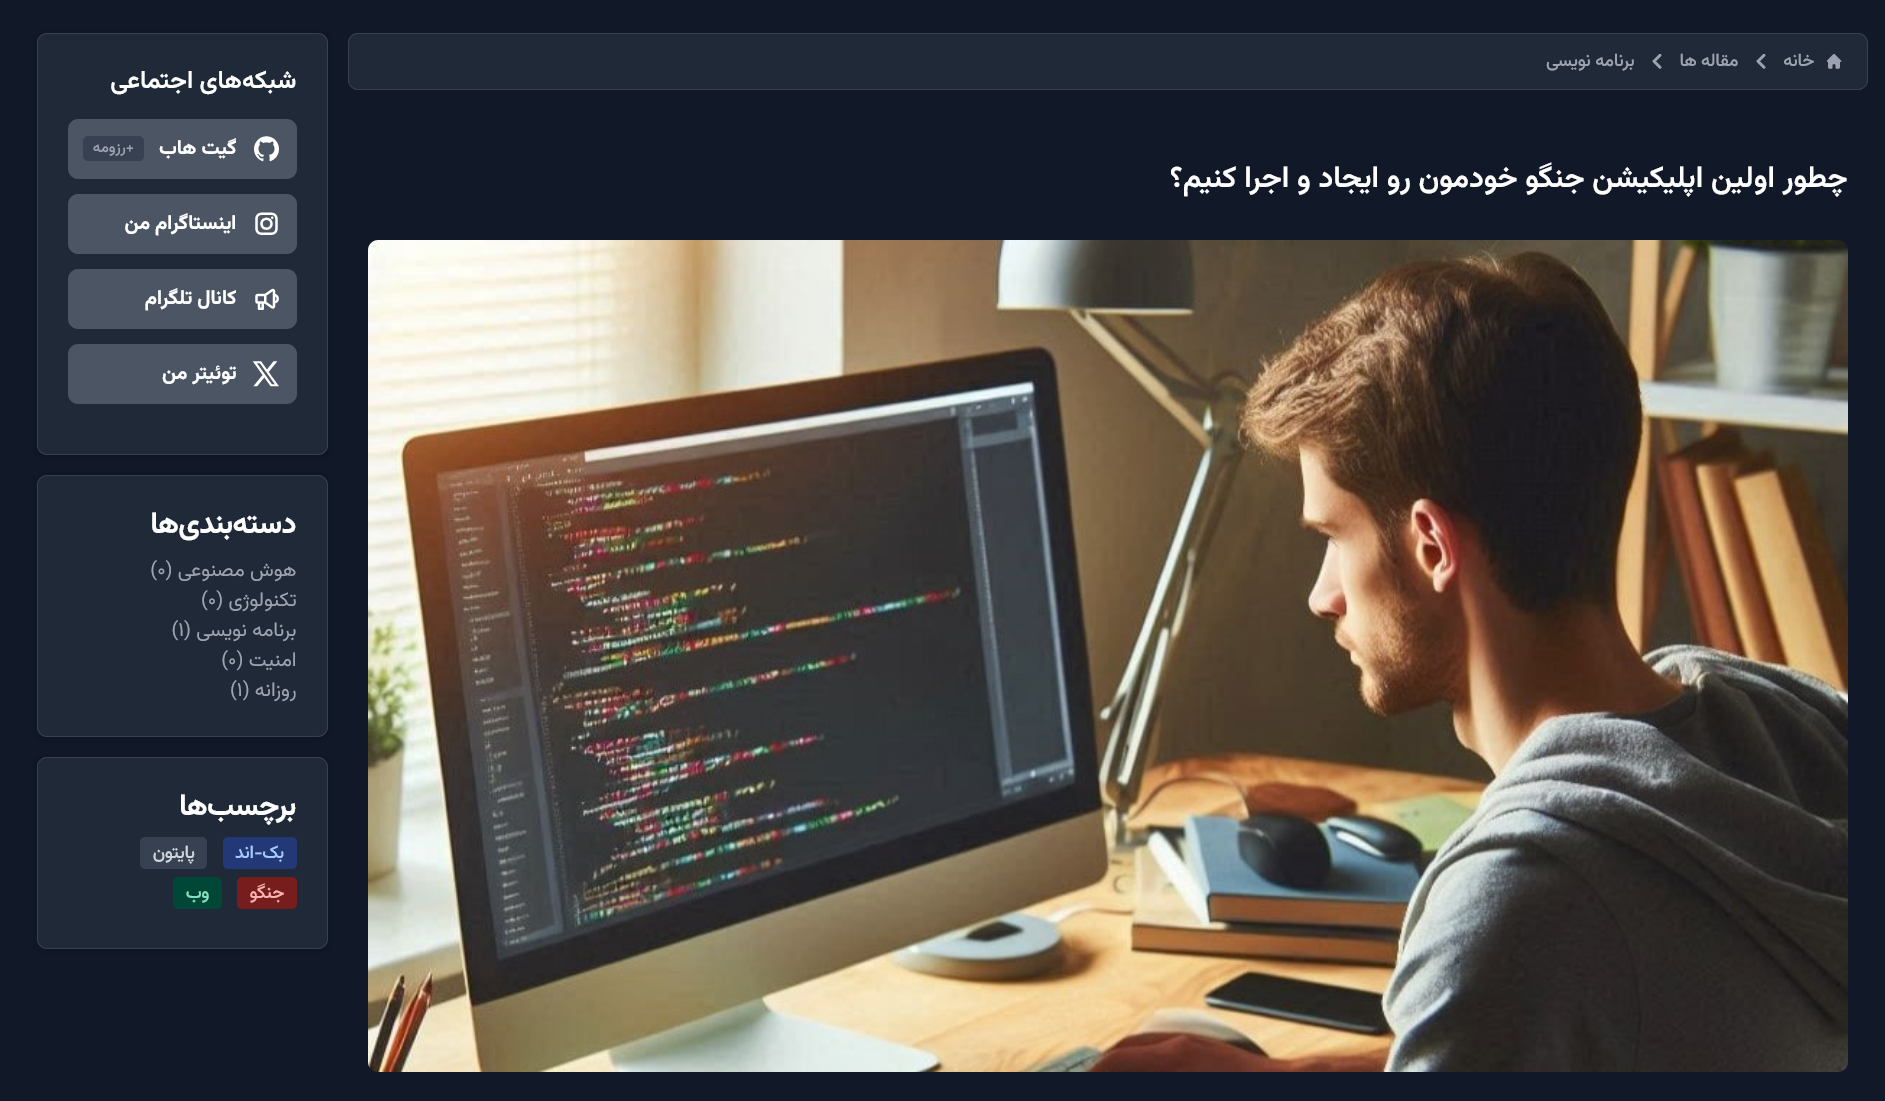 خانه
مقاله ها
برنامه نویسی
چطور اولین اپلیکیشن جنگو خودمون رو ایجاد و اجرا کنیم؟
شبکه‌های اجتماعی
گیت هاب +رزومه
اینستاگرام من
کانال تلگرام
توئیتر من
دسته‌بندی‌ها
هوش مصنوعی (۰)
تکنولوژی (۰)
برنامه نویسی (۱)
امنیت (۰)
روزانه (۱)
برچسب‌ها
بک-اند پایتون
جنگو وب